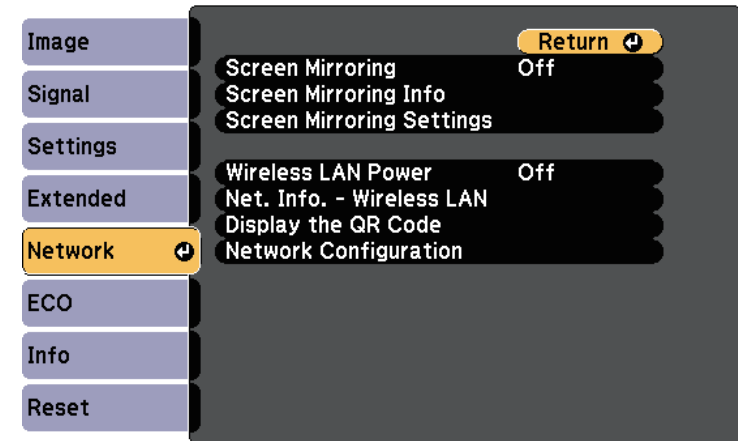 Image
Signal
Settings
Extended
Network
ECO
Info
Reset
Return
Screen Mirroring Off
Screen Mirroring Info
Screen Mirroring Settings
Wireless LAN Power Off
Net. Info. - Wireless LAN
Display the QR Code
Network Configuration